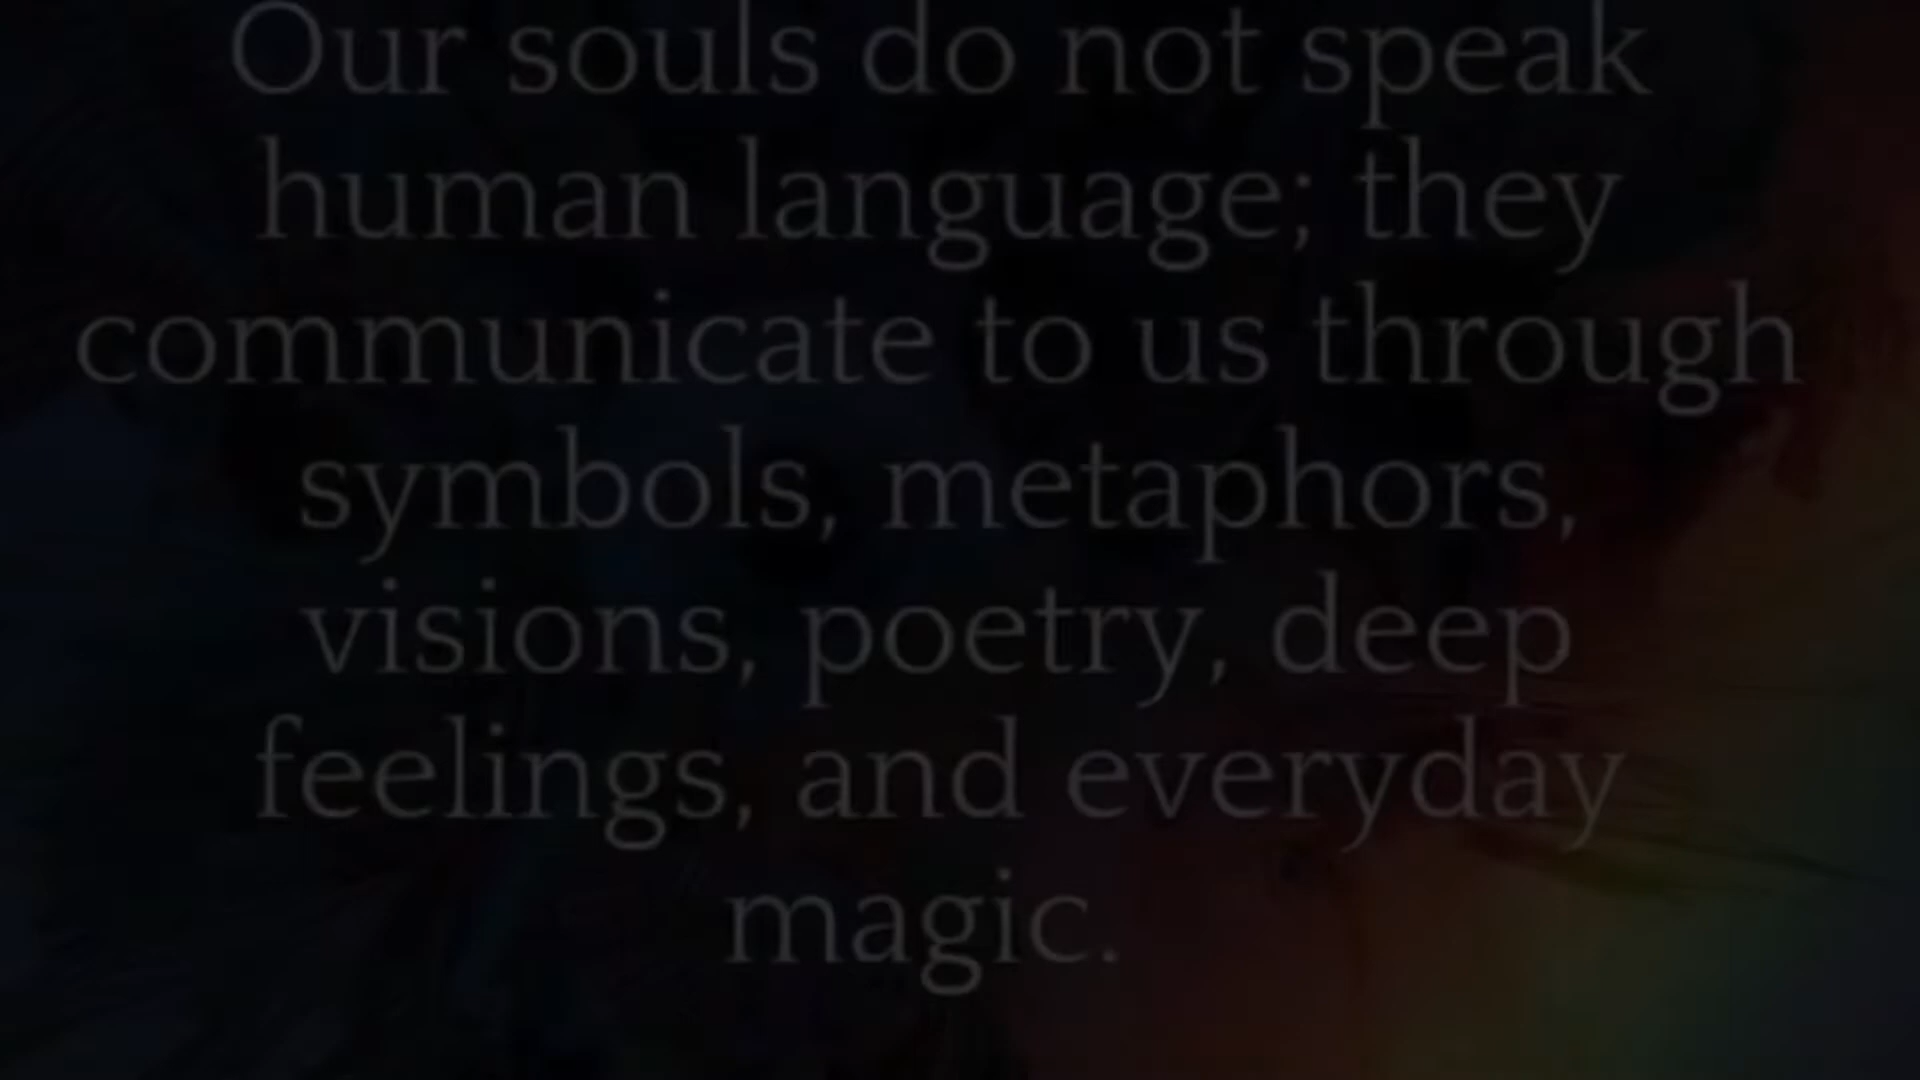 Our souls do not speak
human language; they
communicate to us through
symbols, metaphors,
visions, poetry, deep
feelings, and everyday
magic.